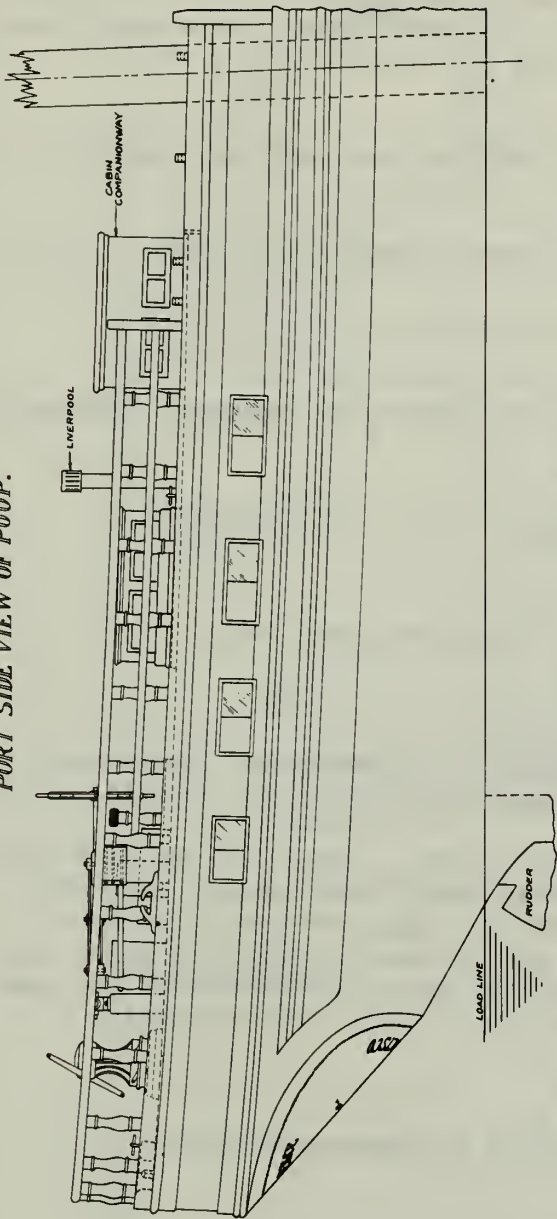 PORT SIDE VIEW OF POOP.
LIVERPOOL
CABIN
COMPANIONWAY
LOAD LINE
RUDDER